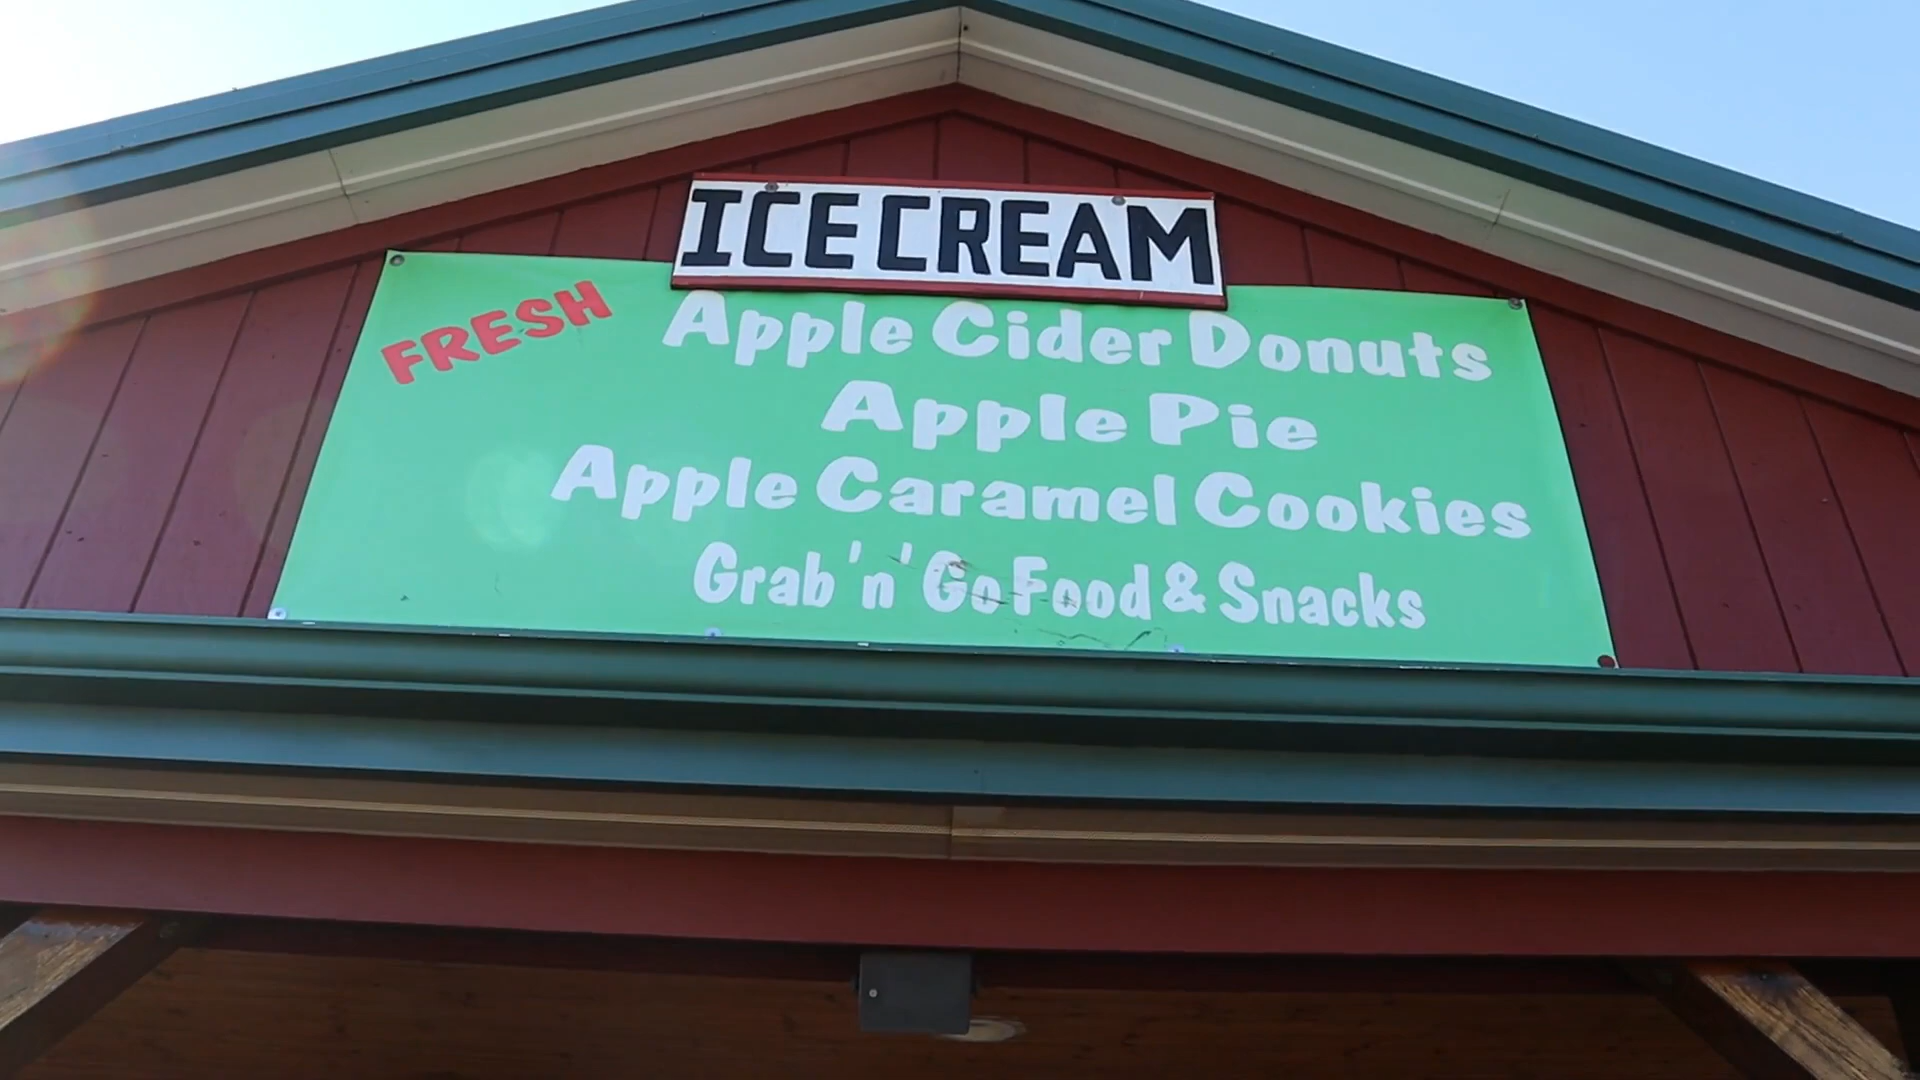 ICE CREAM
FRESH
Apple Cider Donuts
Apple Pie
Apple Caramel Cookies
Grab 'n' Go Food & Snacks